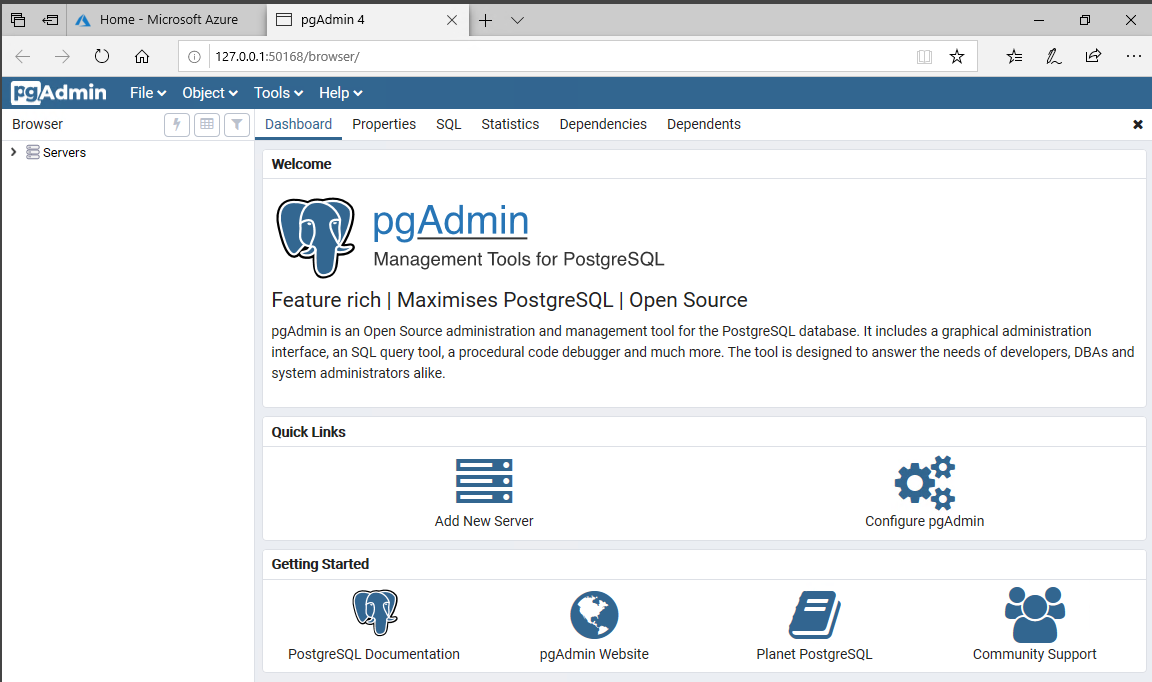 Home - Microsoft Azure
pgAdmin 4
127.0.0.1:50168/browser/
pgAdmin
File
Object
Tools
Help
Browser
Dashboard
Properties
SQL
Statistics
Dependencies
Dependents
Servers
Welcome
pgAdmin
Management Tools for PostgreSQL
Feature rich | Maximises PostgreSQL | Open Source
pgAdmin is an Open Source administration and management tool for the PostgreSQL database. It includes a graphical administration
interface, an SQL query tool, a procedural code debugger and much more. The tool is designed to answer the needs of developers, DBAs and
system administrators alike.
Quick Links
Add New Server
Configure pgAdmin
Getting Started
PostgreSQL Documentation
pgAdmin Website
Planet PostgreSQL
Community Support